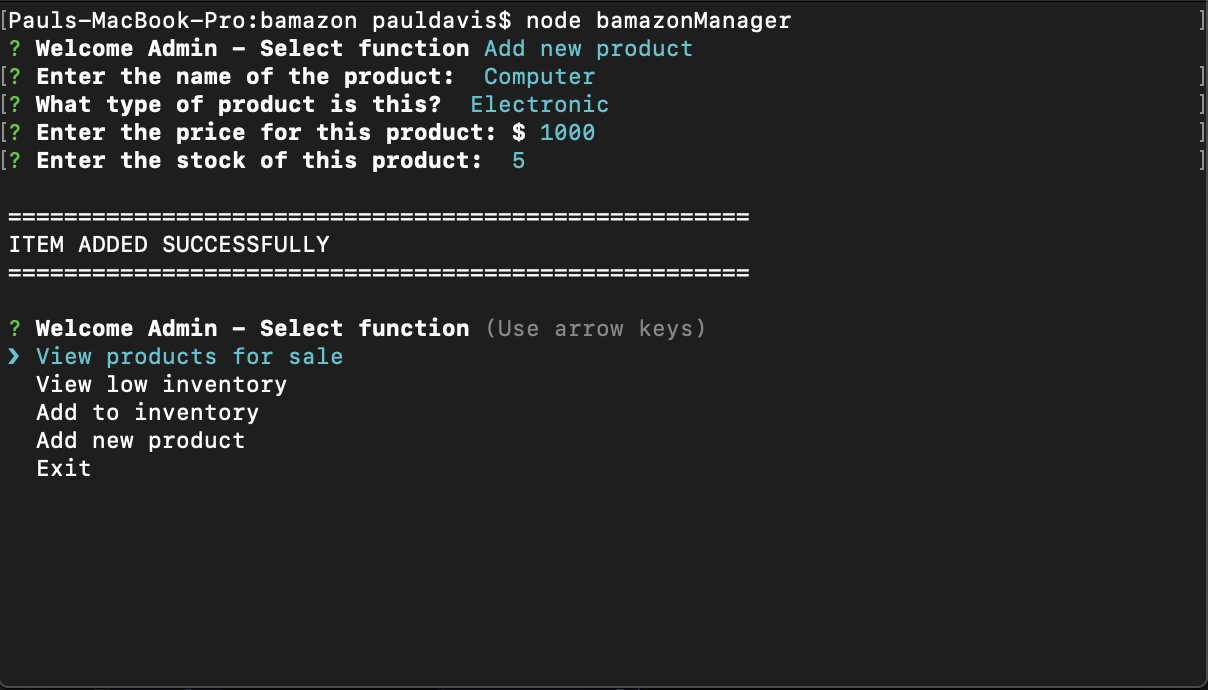 [Pauls-MacBook-Pro:bamazon pauldavis$ node bamazonManager ]
? Welcome Admin - Select function Add new product
[? Enter the name of the product:  Computer ]
[? What type of product is this?  Electronic ]
[? Enter the price for this product: $ 1000 ]
[? Enter the stock of this product:  5 ]
=====================================================
ITEM ADDED SUCCESSFULLY
=====================================================
? Welcome Admin - Select function (Use arrow keys)
❯ View products for sale
View low inventory
Add to inventory
Add new product
Exit